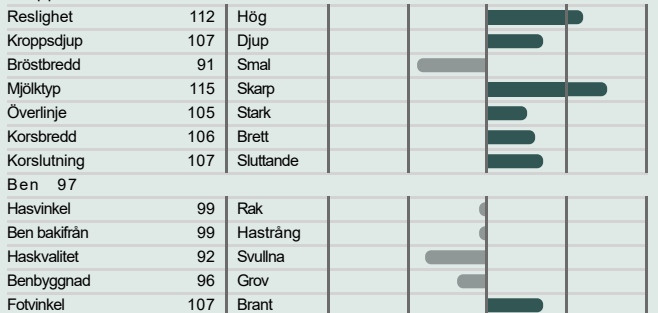 Reslighet 112 Hög
Kroppsdjup 107 Djup
Bröstbredd 91 Smal
Mjölktyp 115 Skarp
Överlinje 105 Stark
Korsbredd 106 Brett
Korslutning 107 Sluttande
Ben 97
Hasvinkel 99 Rak
Ben bakifrån 99 Hastrång
Haskvalitet 92 Svullna
Benbyggnad 96 Grov
Fotvinkel 107 Brant